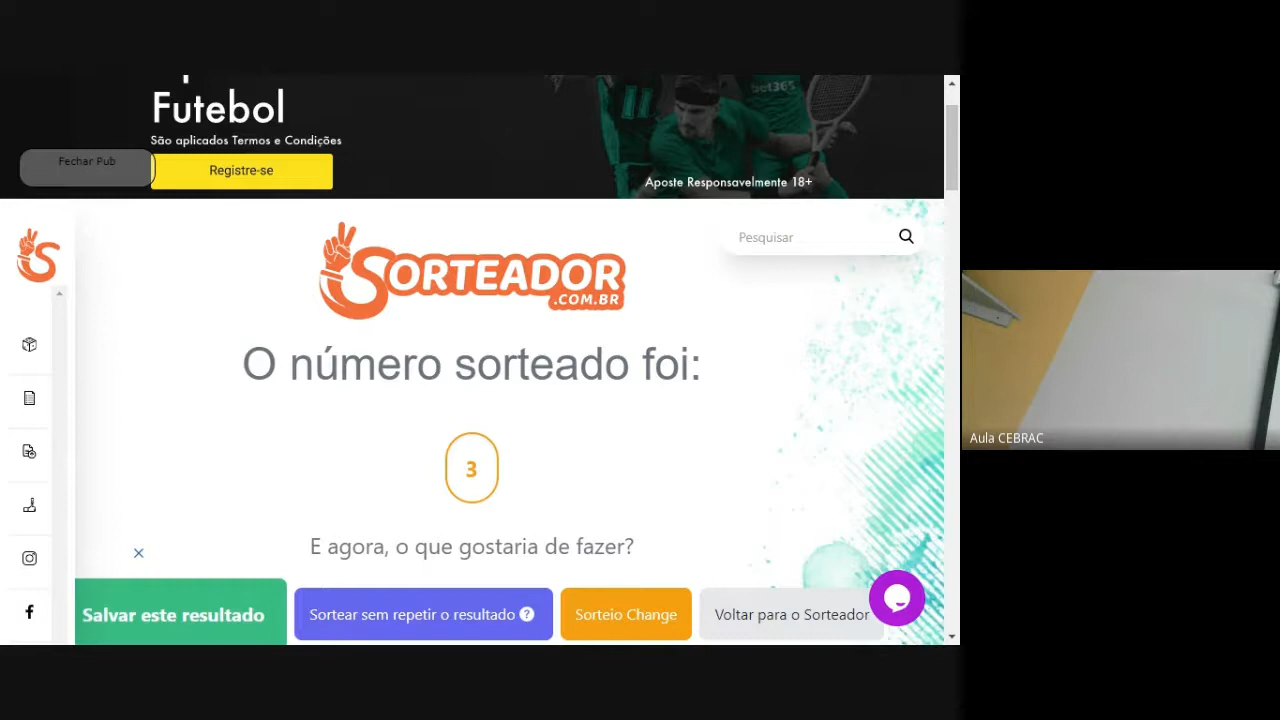 Futebol
São aplicados Termos e Condições
Fechar Pub
Registre-se
bet365
Aposte Responsavelmente 18+
Pesquisar
SORTEADOR
.COM.BR
O número sorteado foi:
3
E agora, o que gostaria de fazer?
Salvar este resultado
Sortear sem repetir o resultado ?
Sorteio Change
Voltar para o Sorteador
Aula CEBRAC